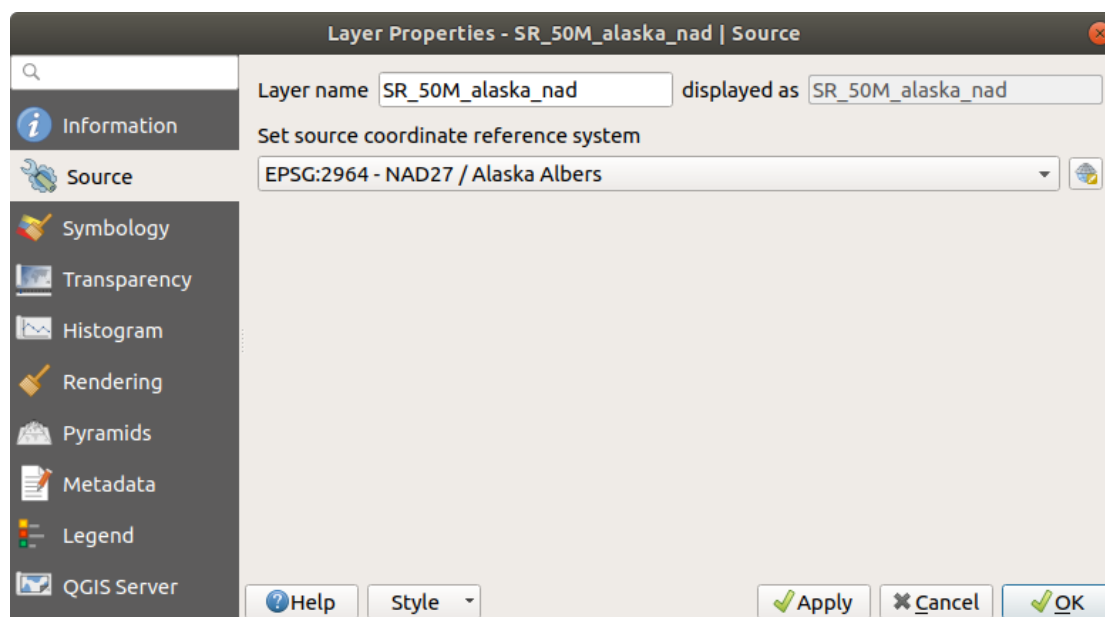 Layer Properties - SR_50M_alaska_nad | Source
Layer name SR_50M_alaska_nad displayed as SR_50M_alaska_nad
Information
Set source coordinate reference system
Source
EPSG:2964 - NAD27 / Alaska Albers
Symbology
Transparency
Histogram
Rendering
Pyramids
Metadata
Legend
QGIS Server
Help Style Apply Cancel OK